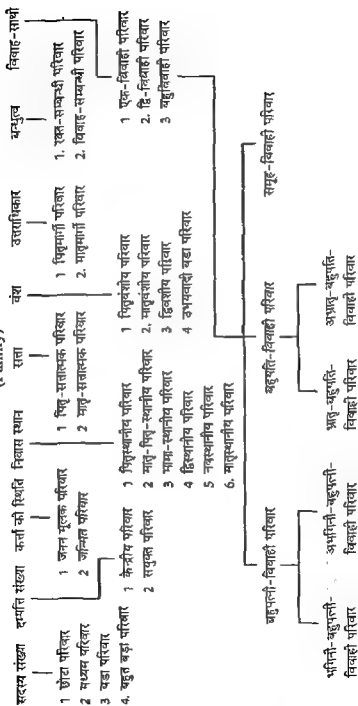 (Family)
सदस्य संख्या
1 छोटा परिवार
2 मध्यम परिवार
3 बडा परिवार
4. बहुत बड़ा परिवार
दम्पत्ति संख्या
1 केन्द्रीय परिवार
2 सयुक्त परिवार
कर्त्ता की स्थिति
1 जनन मूलक परिवार
2 जन्मित परिवार
निवास स्थान
1 पितृस्थानीय परिवार
2 मातृ-पितृ-स्थानीय परिवार
3 मामा-स्थानीय परिवार
4 द्विस्थानीय परिवार
5 नवस्थानीय परिवार
6. मातृस्थानीय परिवार
सत्ता
1 पितृ-सत्तात्मक परिवार
2 मातृ-सत्तात्मक परिवार
वंश
1 पितृवंशीय परिवार
2. मातृवंशीय परिवार
3 द्विवशीय परिवार
4 उभयवादी बडा परिवार
उत्तराधिकार
1 पितृमार्गी परिवार
2. मातृमार्गी परिवार
बन्धुत्व
1. रक्त-सम्बन्धी परिवार
2. विवाह-सम्बन्धी परिवार
विवाह-साथी
1 एक-विवाही परिवार
2. द्वि-विवाही परिवार
3 बहुविवाही परिवार
बहुपत्नी-विवाही परिवार
बहुपति-विवाही परिवार
समूह-विवाही परिवार
भगिनी-बहुपत्नी-
विवाही परिवार
अभगिनी-बहुपत्नी-
विवाही परिवार
भ्रातृ-बहुपति-
विवाही परिवार
अभ्रातृ-बहुपति-
विवाही परिवार